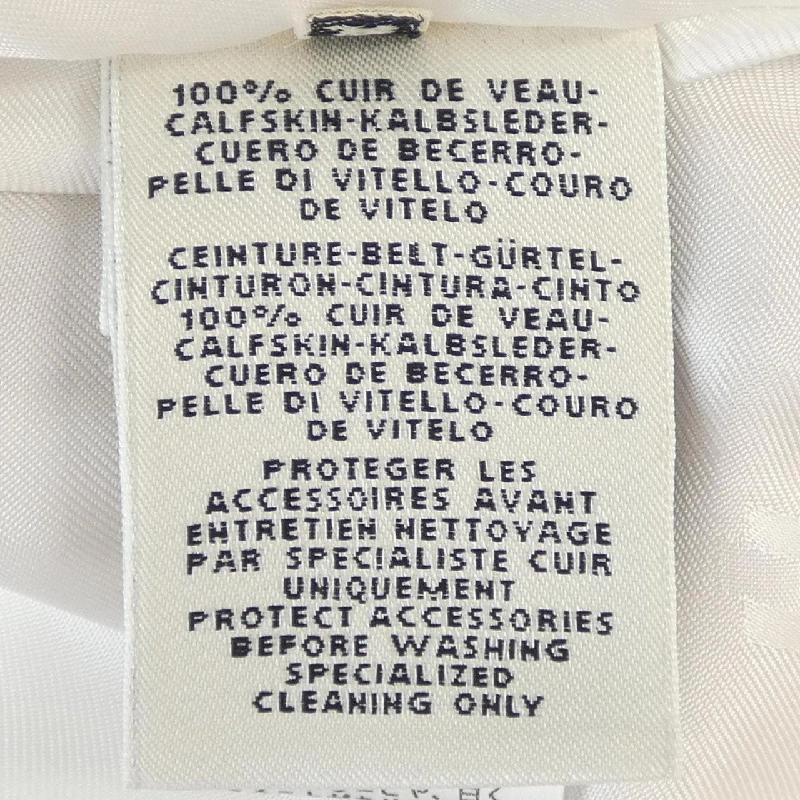 100% CUIR DE VEAU-
CALFSKIN-KALBSLEDER-
CUERO DE BECERRO-
PELLE DI VITELLO-COURO
DE VITELO
CEINTURE-BELT-GÜRTEL-
CINTURON-CINTURA-CINTO
100% CUIR DE VEAU-
CALFSKIN-KALBSLEDER-
CUERO DE BECERRO-
PELLE DI VITELLO-COURO
DE VITELO
PROTEGER LES
ACCESSOIRES AVANT
ENTRETIEN NETTOYAGE
PAR SPECIALISTE CUIR
UNIQUEMENT
PROTECT ACCESSORIES
BEFORE WASHING
SPECIALIZED
CLEANING ONLY